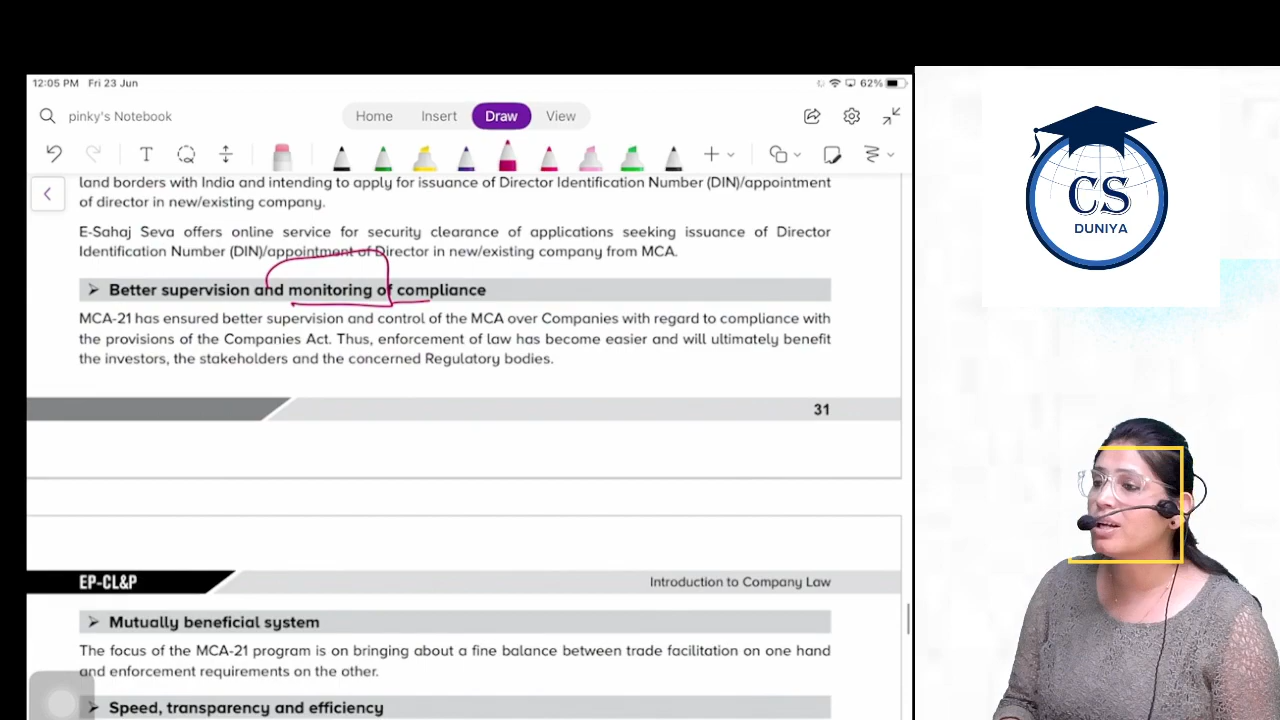 12:05 PM Fri 23 Jun
62%
pinky's Notebook
Home Insert Draw View
land borders with India and intending to apply for issuance of Director Identification Number (DIN)/appointment
of director in new/existing company.
E-Sahaj Seva offers online service for security clearance of applications seeking issuance of Director
Identification Number (DIN)/appointment of Director in new/existing company from MCA.
➢ Better supervision and monitoring of compliance
MCA-21 has ensured better supervision and control of the MCA over Companies with regard to compliance with
the provisions of the Companies Act. Thus, enforcement of law has become easier and will ultimately benefit
the investors, the stakeholders and the concerned Regulatory bodies.
31
EP-CL&P
Introduction to Company Law
➢ Mutually beneficial system
The focus of the MCA-21 program is on bringing about a fine balance between trade facilitation on one hand
and enforcement requirements on the other.
➢ Speed, transparency and efficiency
CS
DUNIYA